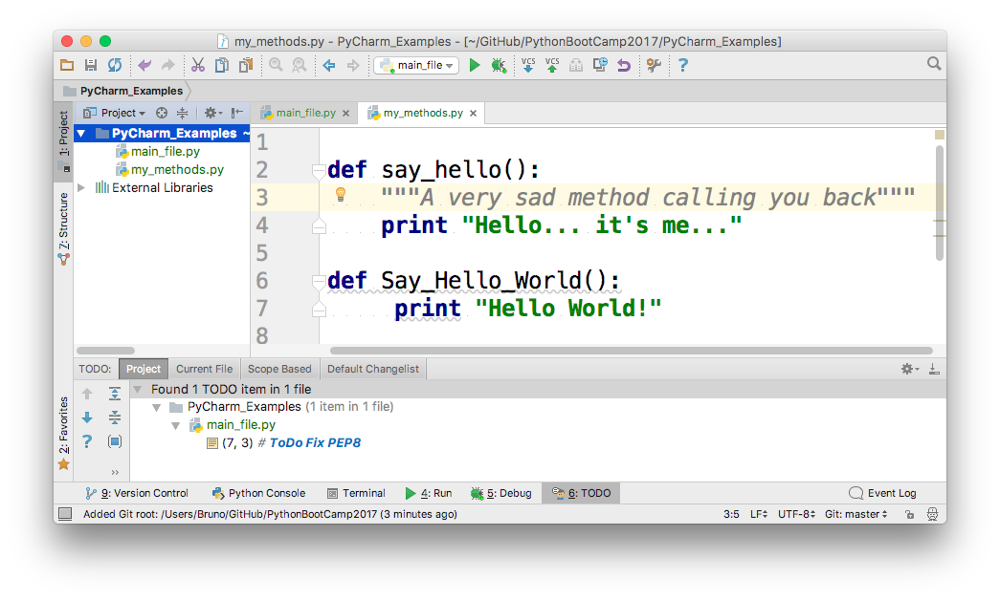 my_methods.py - PyCharm_Examples - [~/GitHub/PythonBootCamp2017/PyCharm_Examples]
main_file VCS VCS ?
PyCharm_Examples
1: Project
Project
main_file.py
my_methods.py
PyCharm_Examples ~
main_file.py
my_methods.py
External Libraries
7: Structure
1
2 def say_hello():
3 """A very sad method calling you back"""
4 print "Hello... it's me..."
5
6 def Say_Hello_World():
7 print "Hello World!"
8
TODO: Project Current File Scope Based Default Changelist
2: Favorites
Found 1 TODO item in 1 file
PyCharm_Examples (1 item in 1 file)
main_file.py
? (7, 3) # ToDo Fix PEP8
»
9: Version Control Python Console Terminal 4: Run 5: Debug 6: TODO Event Log
Added Git root: /Users/Bruno/GitHub/PythonBootCamp2017 (3 minutes ago) 3:5 LF UTF-8 Git: master